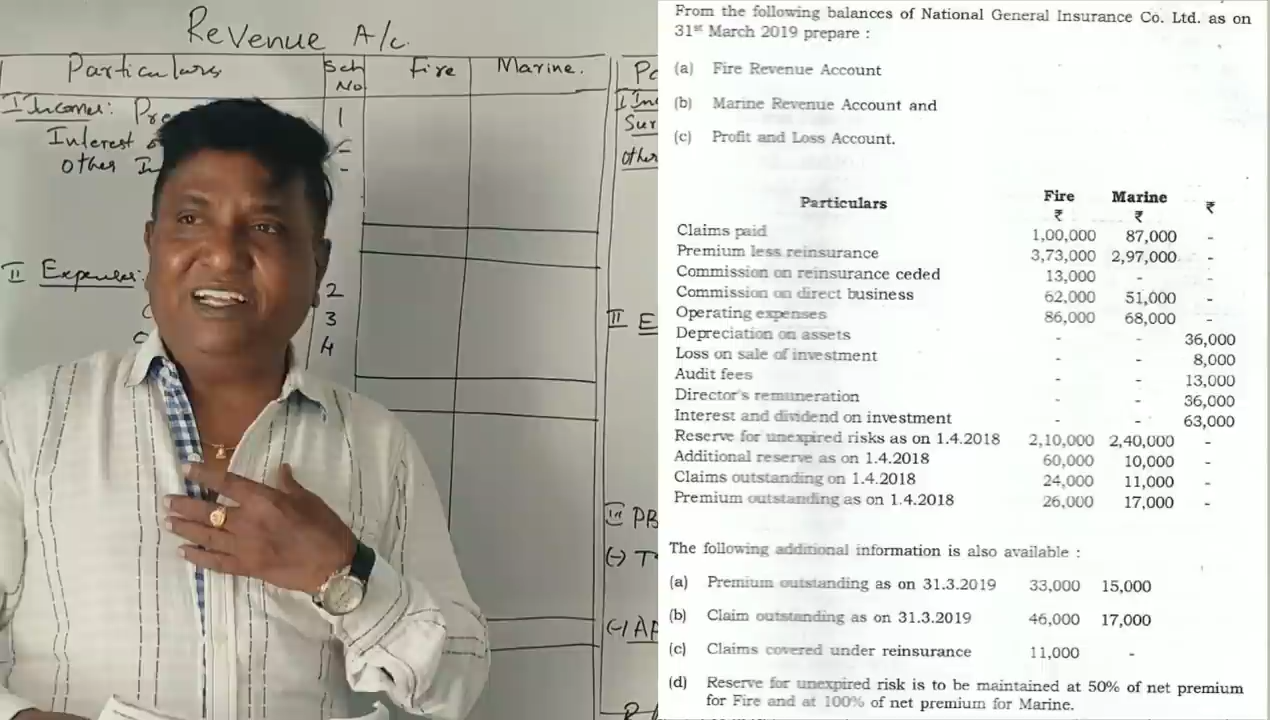 Revenue A/c.
Particulars Sch No Fire Marine.
I Income: 1
Interest -
Other -
II Expenses:
2
3
4
Other
II E
III
(-)
(-)
From the following balances of National General Insurance Co. Ltd. as on
31st March 2019 prepare :
(a) Fire Revenue Account
(b) Marine Revenue Account and
(c) Profit and Loss Account.
Particulars Fire ₹ Marine ₹ ₹
Claims paid 1,00,000 87,000 -
Premium less reinsurance 3,73,000 2,97,000 -
Commission on reinsurance ceded 13,000 - -
Commission on direct business 62,000 51,000 -
Operating expenses 86,000 68,000 -
Depreciation on assets - - 36,000
Loss on sale of investment - - 8,000
Audit fees - - 13,000
Director's remuneration - - 36,000
Interest and dividend on investment - - 63,000
Reserve for unexpired risks as on 1.4.2018 2,10,000 2,40,000 -
Additional reserve as on 1.4.2018 60,000 10,000 -
Claims outstanding on 1.4.2018 24,000 11,000 -
Premium outstanding as on 1.4.2018 26,000 17,000 -
The following additional information is also available :
(a) Premium outstanding as on 31.3.2019 33,000 15,000
(b) Claim outstanding as on 31.3.2019 46,000 17,000
(c) Claims covered under reinsurance 11,000 -
(d) Reserve for unexpired risk is to be maintained at 50% of net premium
for Fire and at 100% of net premium for Marine.